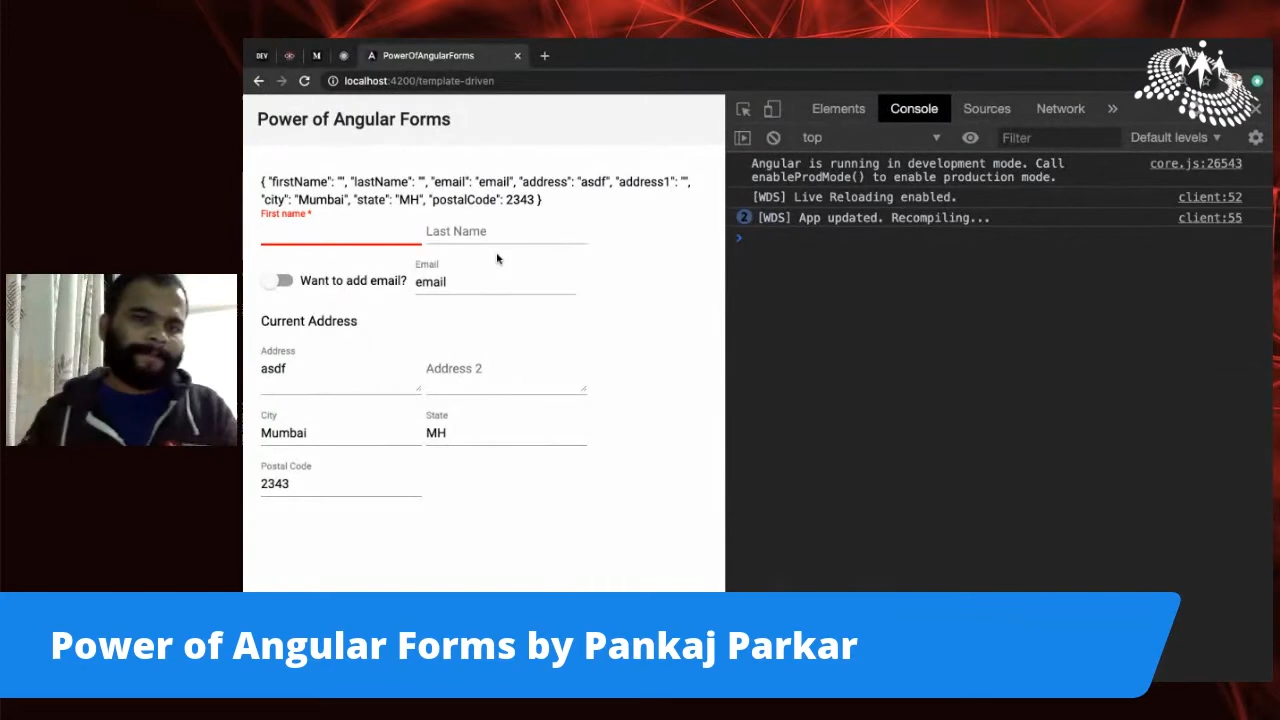 DEV
M
PowerOfAngularForms
localhost:4200/template-driven
Power of Angular Forms
{ "firstName": "", "lastName": "", "email": "email", "address": "asdf", "address1": "",
"city": "Mumbai", "state": "MH", "postalCode": 2343 }
First name *
Last Name
Want to add email?
Email
email
Current Address
Address
asdf
Address 2
City
Mumbai
State
MH
Postal Code
2343
Elements Console Sources Network
top Filter Default levels
Angular is running in development mode. Call core.js:26543
enableProdMode() to enable production mode.
[WDS] Live Reloading enabled. client:52
2 [WDS] App updated. Recompiling... client:55
Power of Angular Forms by Pankaj Parkar